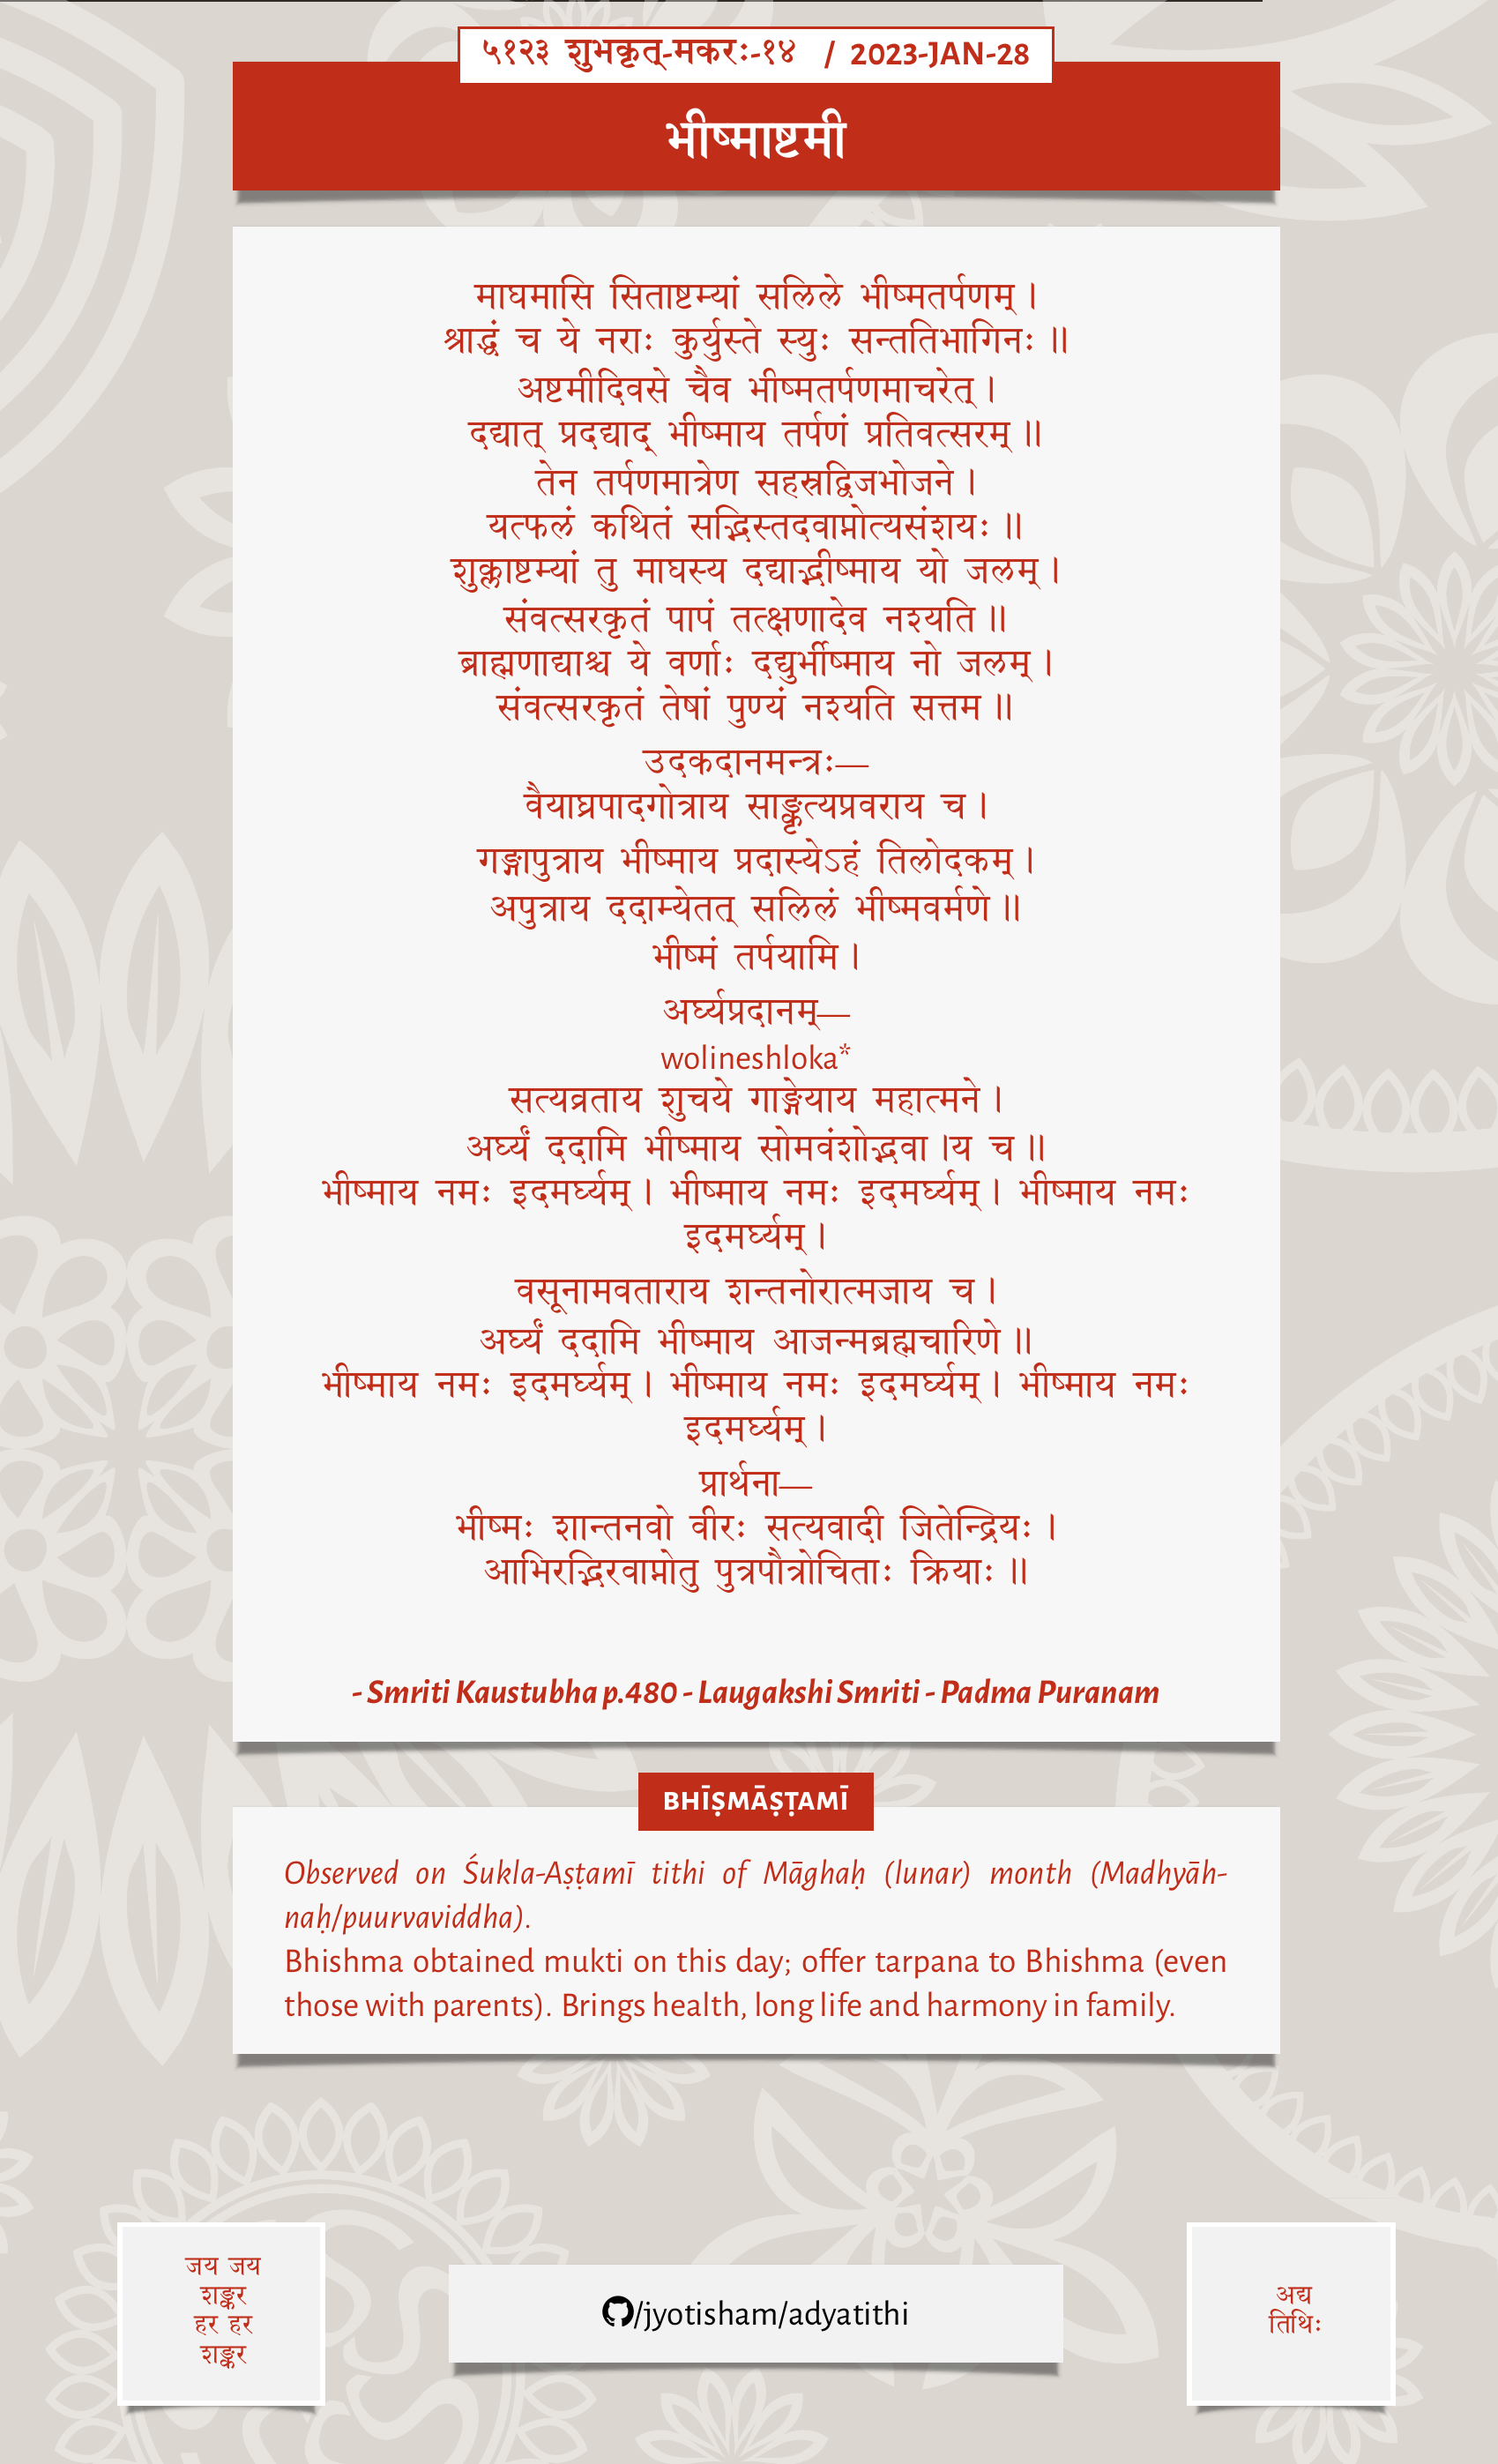 ५१२३ शुभकृत्-मकरः-१४ / 2023-JAN-28
भीष्माष्टमी
माघमासि सिताष्टम्यां सलिले भीष्मतर्पणम्।
श्राद्धं च ये नराः कुर्युस्ते स्युः सन्ततिभागिनः॥
अष्टमीदिवसे चैव भीष्मतर्पणमाचरेत्।
दद्यात् प्रदद्याद् भीष्माय तर्पणं प्रतिवत्सरम्॥
तेन तर्पणमात्रेण सहस्रद्विजभोजने।
यत्फलं कथितं सद्भिस्तदवाप्नोत्यसंशयः॥
शुक्लाष्टम्यां तु माघस्य दद्याद्भीष्माय यो जलम्।
संवत्सरकृतं पापं तत्क्षणादेव नश्यति॥
ब्राह्मणाद्याश्च ये वर्णाः दद्युर्भीष्माय नो जलम्।
संवत्सरकृतं तेषां पुण्यं नश्यति सत्तम॥
उदकदानमन्त्रः—
वैयाघ्रपादगोत्राय साङ्कृत्यप्रवराय च।
गङ्गापुत्राय भीष्माय प्रदास्येऽहं तिलोदकम्।
अपुत्राय ददाम्येतत् सलिलं भीष्मवर्मणे॥
भीष्मं तर्पयामि।
अर्घ्यप्रदानम्—
wolineshloka*
सत्यव्रताय शुचये गाङ्गेयाय महात्मने।
अर्घ्यं ददामि भीष्माय सोमवंशोद्भवा।य च॥
भीष्माय नमः इदमर्घ्यम्। भीष्माय नमः इदमर्घ्यम्। भीष्माय नमः
इदमर्घ्यम्।
वसूनामवताराय शन्तनोरात्मजाय च।
अर्घ्यं ददामि भीष्माय आजन्मब्रह्मचारिणे॥
भीष्माय नमः इदमर्घ्यम्। भीष्माय नमः इदमर्घ्यम्। भीष्माय नमः
इदमर्घ्यम्।
प्रार्थना—
भीष्मः शान्तनवो वीरः सत्यवादी जितेन्द्रियः।
आभिरद्भिरवाप्नोतु पुत्रपौत्रोचिताः क्रियाः॥
- Smriti Kaustubha p.480 - Laugakshi Smriti - Padma Puranam
BHĪṢMĀṢṬAMĪ
Observed on Śukla-Aṣṭamī tithi of Māghaḥ (lunar) month (Madhyāh-
naḥ/puurvaviddha).
Bhishma obtained mukti on this day; offer tarpana to Bhishma (even
those with parents). Brings health, long life and harmony in family.
जय जय
शङ्कर
हर हर
शङ्कर
/jyotisham/adyatithi
अद्य
तिथिः